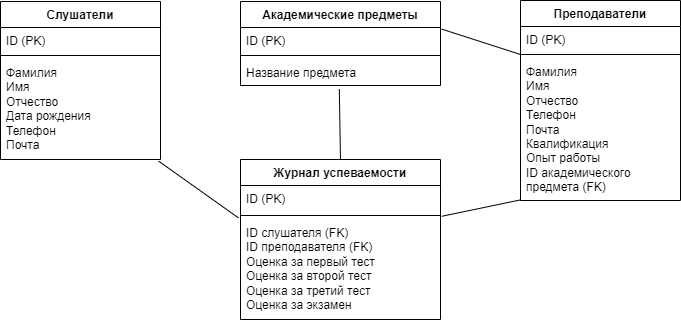 Слушатели
ID (PK)
Фамилия
Имя
Отчество
Дата рождения
Телефон
Почта
Академические предметы
ID (PK)
Название предмета
Преподаватели
ID (PK)
Фамилия
Имя
Отчество
Телефон
Почта
Квалификация
Опыт работы
ID академического
предмета (FK)
Журнал успеваемости
ID (PK)
ID слушателя (FK)
ID преподавателя (FK)
Оценка за первый тест
Оценка за второй тест
Оценка за третий тест
Оценка за экзамен